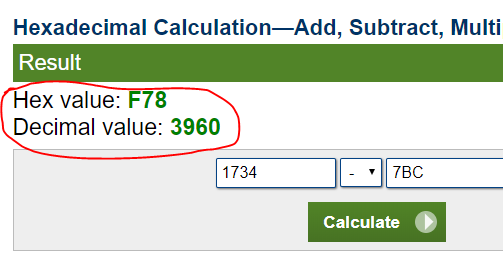 Hexadecimal Calculation—Add, Subtract, Multi
Result
Hex value: F78
Decimal value: 3960
1734 - 7BC
Calculate